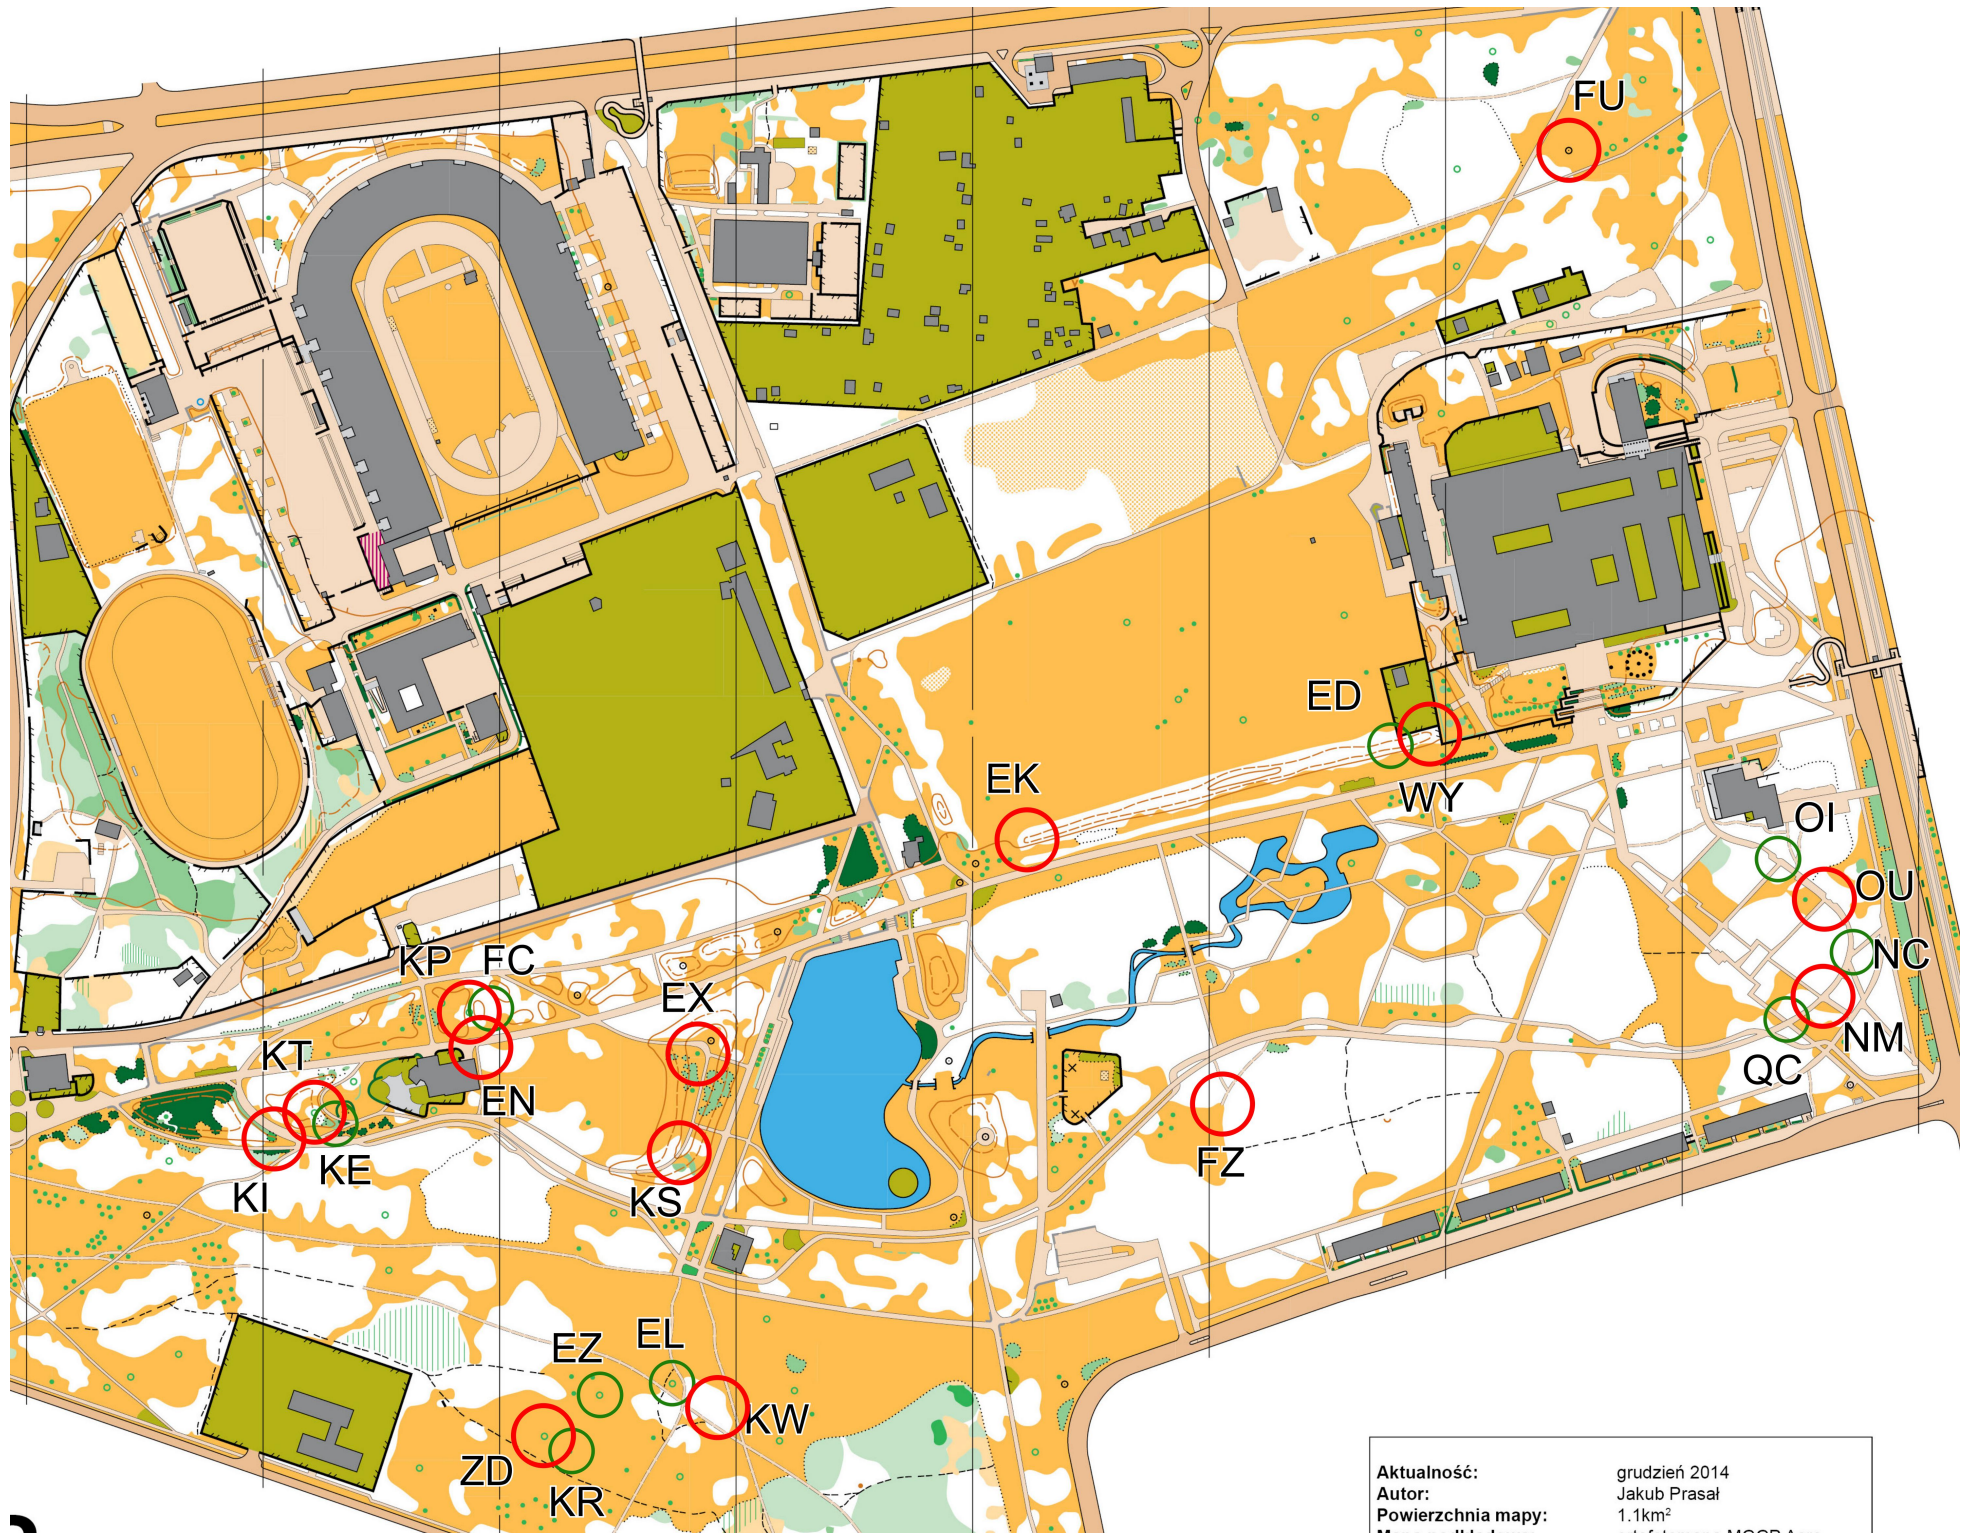 FU
ED
WY
EK
OI
OU
NC
NM
QC
KP
FC
EX
KT
EN
KE
KI
KS
FZ
EZ
EL
KW
ZD
KR
Aktualność: grudzień 2014
Autor: Jakub Prasał
Powierzchnia mapy: 1.1km²